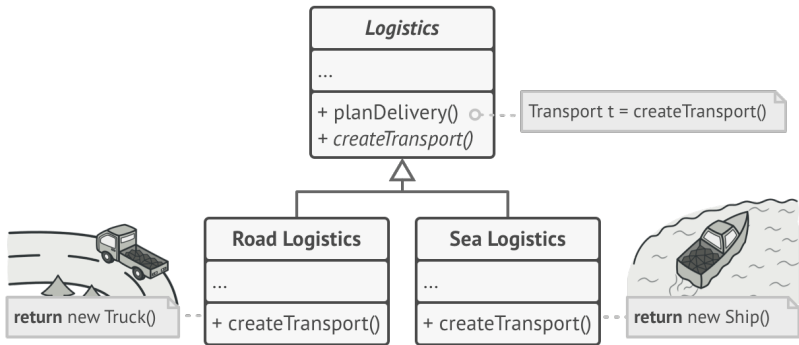 Logistics
...
+ planDelivery()
Transport t = createTransport()
+ createTransport()
Road Logistics
...
+ createTransport()
Sea Logistics
...
+ createTransport()
return new Truck()
return new Ship()